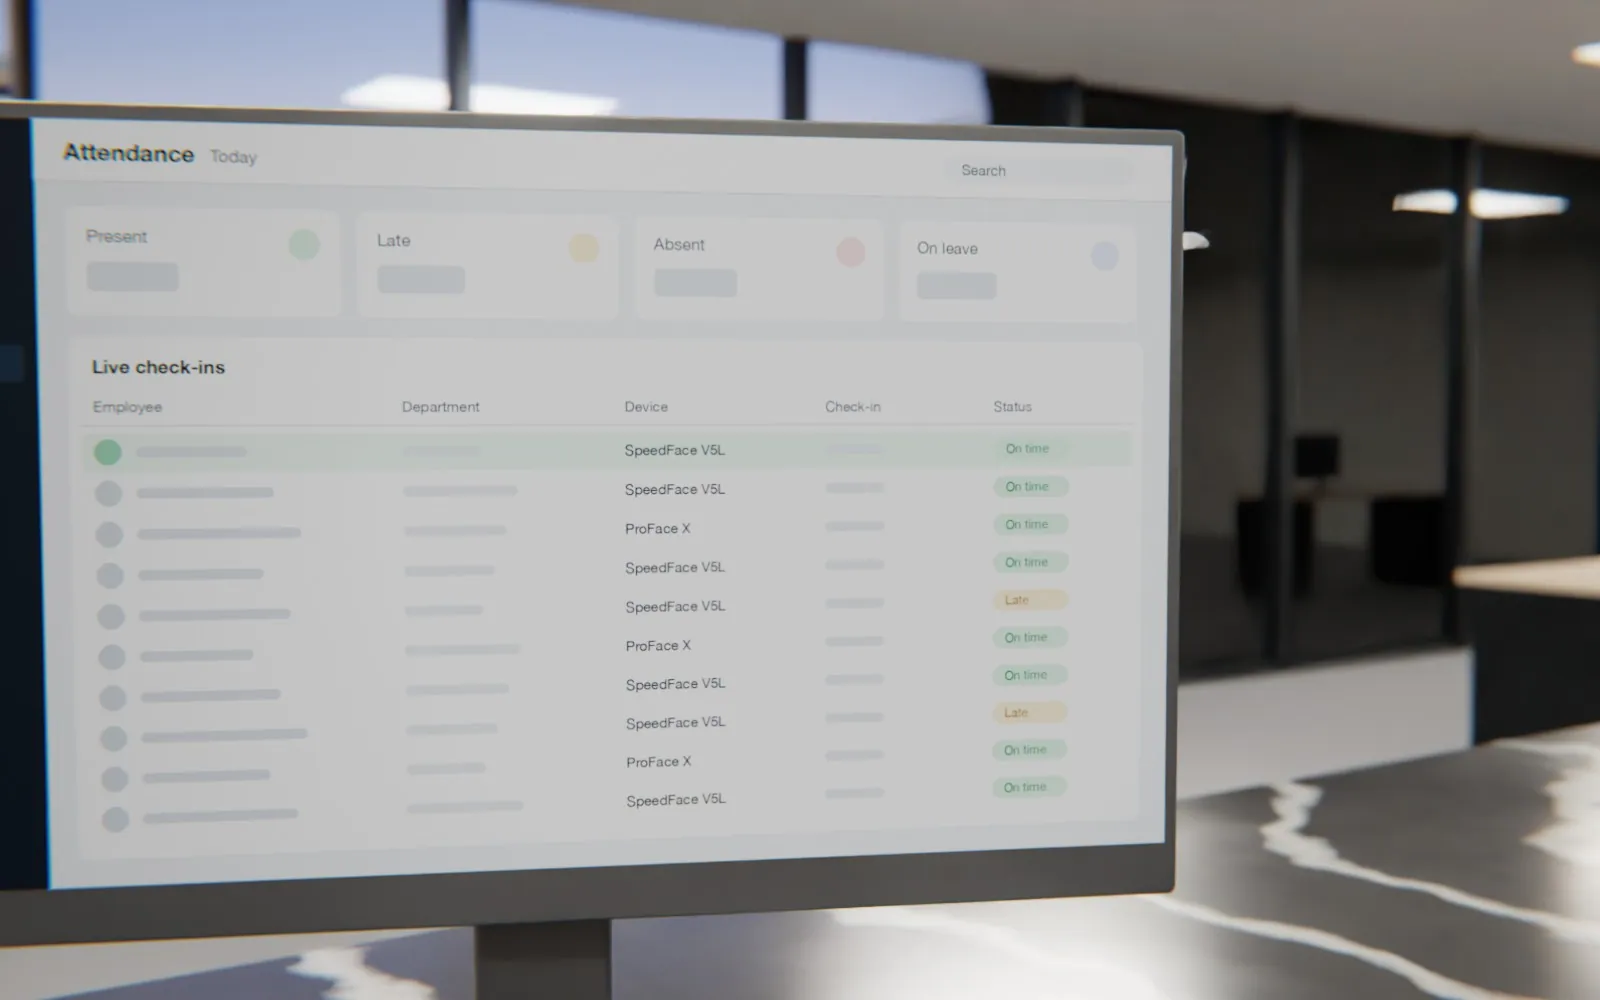 Attendance Today
Search
Present
Late
Absent
On leave
Live check-ins
Employee Department Device Check-in Status
SpeedFace V5L On time
SpeedFace V5L On time
ProFace X On time
SpeedFace V5L On time
SpeedFace V5L Late
ProFace X On time
SpeedFace V5L On time
SpeedFace V5L Late
ProFace X On time
SpeedFace V5L On time